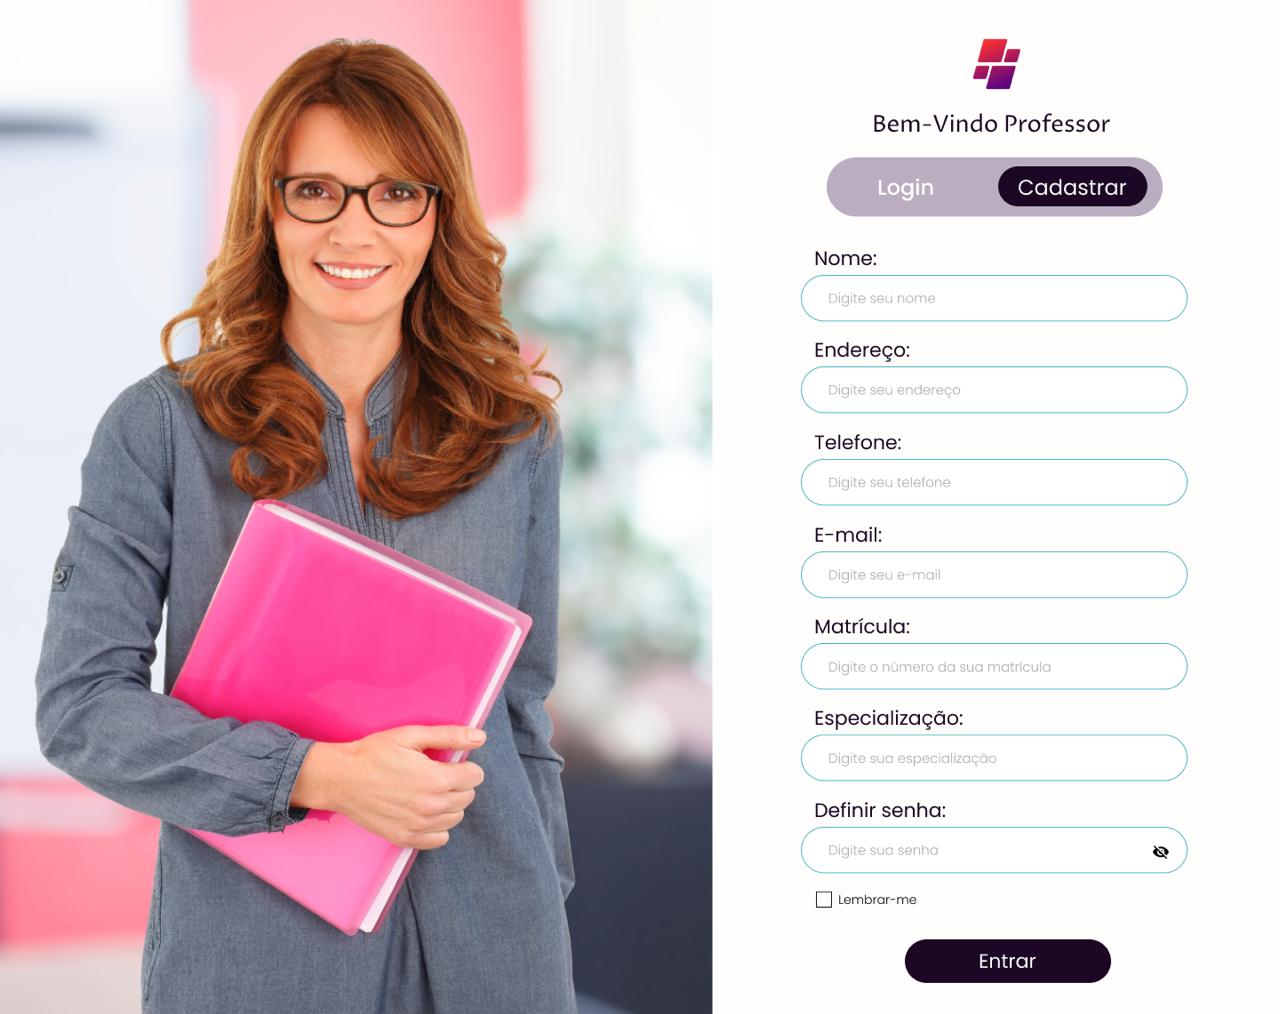 Bem-Vindo Professor
Login
Cadastrar
Nome:
Digite seu nome
Endereço:
Digite seu endereço
Telefone:
Digite seu telefone
E-mail:
Digite seu e-mail
Matrícula:
Digite o número da sua matrícula
Especialização:
Digite sua especialização
Definir senha:
Digite sua senha
Lembrar-me
Entrar